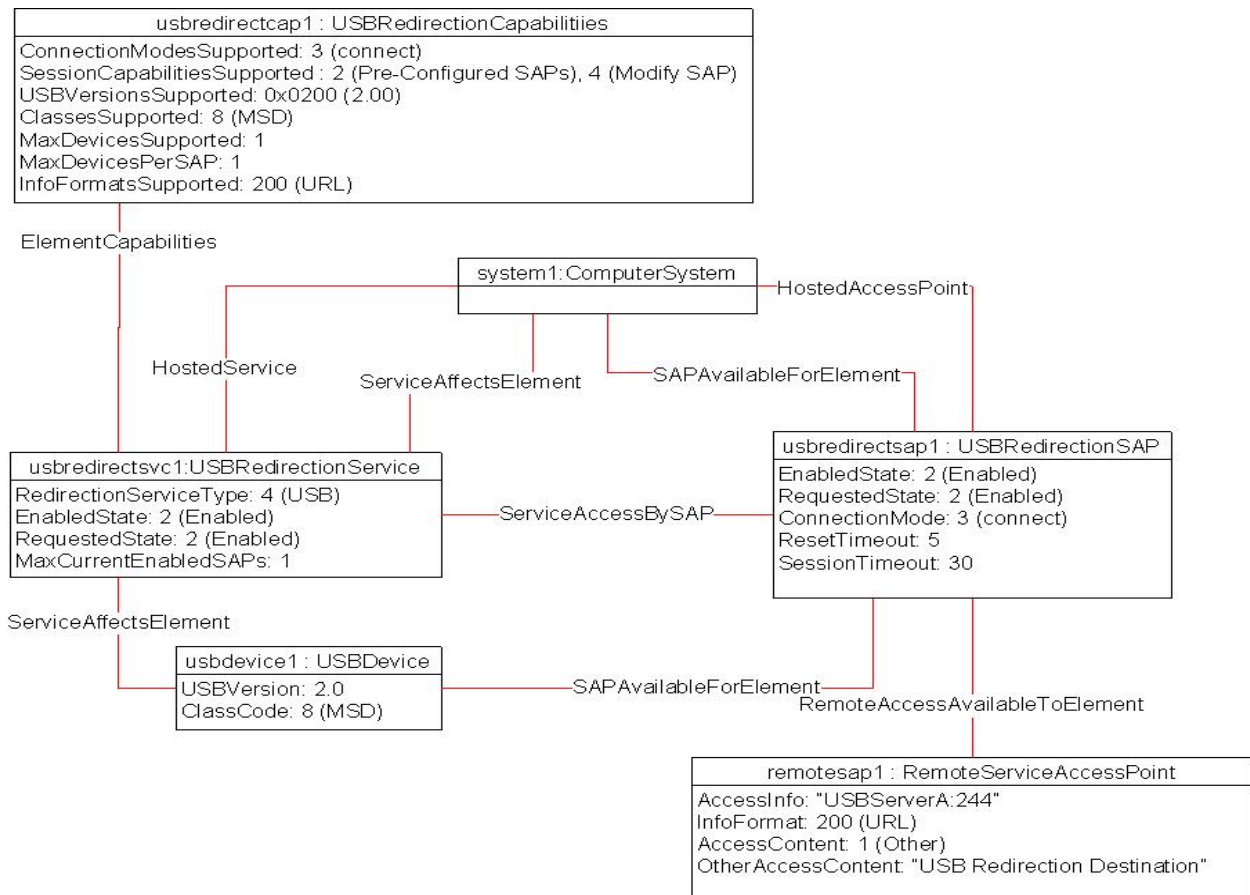 usbredirectcap1 : USBRedirectionCapabilitiies
ConnectionModesSupported: 3 (connect)
SessionCapabilitiesSupported : 2 (Pre-Configured SAPs), 4 (Modify SAP)
USBVersionsSupported: 0x0200 (2.00)
ClassesSupported: 8 (MSD)
MaxDevicesSupported: 1
MaxDevicesPerSAP: 1
InfoFormatsSupported: 200 (URL)
ElementCapabilities
system1:ComputerSystem
HostedAccessPoint
HostedService
ServiceAffectsElement
SAPAvailableForElement
usbredirectsvc1:USBRedirectionService
RedirectionServiceType: 4 (USB)
EnabledState: 2 (Enabled)
RequestedState: 2 (Enabled)
MaxCurrentEnabledSAPs: 1
ServiceAccessBySAP
usbredirectsap1 : USBRedirectionSAP
EnabledState: 2 (Enabled)
RequestedState: 2 (Enabled)
ConnectionMode: 3 (connect)
ResetTimeout: 5
SessionTimeout: 30
ServiceAffectsElement
usbdevice1 : USBDevice
USBVersion: 2.0
ClassCode: 8 (MSD)
SAPAvailableForElement
RemoteAccessAvailableToElement
remotesap1 : RemoteServiceAccessPoint
AccessInfo: "USBServerA:244"
InfoFormat: 200 (URL)
AccessContent: 1 (Other)
OtherAccessContent: "USB Redirection Destination"